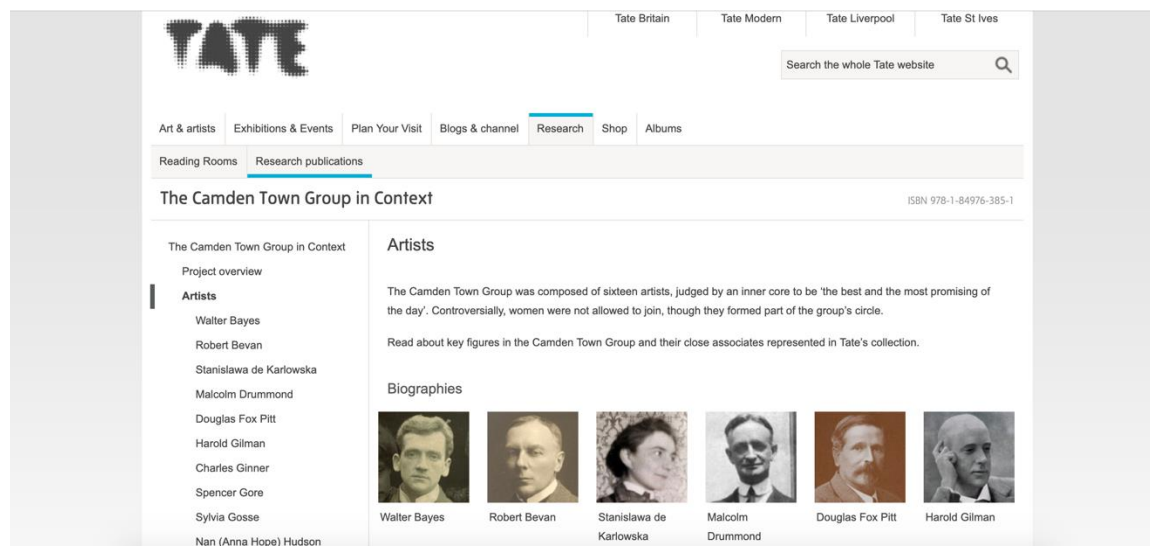 TATE
Tate Britain
Tate Modern
Tate Liverpool
Tate St Ives
Search the whole Tate website
Art & artists
Exhibitions & Events
Plan Your Visit
Blogs & channel
Research
Shop
Albums
Reading Rooms
Research publications
The Camden Town Group in Context
ISBN 978-1-84976-385-1
The Camden Town Group in Context
Project overview
Artists
Walter Bayes
Robert Bevan
Stanislawa de Karlowska
Malcolm Drummond
Douglas Fox Pitt
Harold Gilman
Charles Ginner
Spencer Gore
Sylvia Gosse
Nan (Anna Hope) Hudson
Artists
The Camden Town Group was composed of sixteen artists, judged by an inner core to be ‘the best and the most promising of
the day’. Controversially, women were not allowed to join, though they formed part of the group’s circle.
Read about key figures in the Camden Town Group and their close associates represented in Tate’s collection.
Biographies
Walter Bayes
Robert Bevan
Stanislawa de
Karlowska
Malcolm
Drummond
Douglas Fox Pitt
Harold Gilman